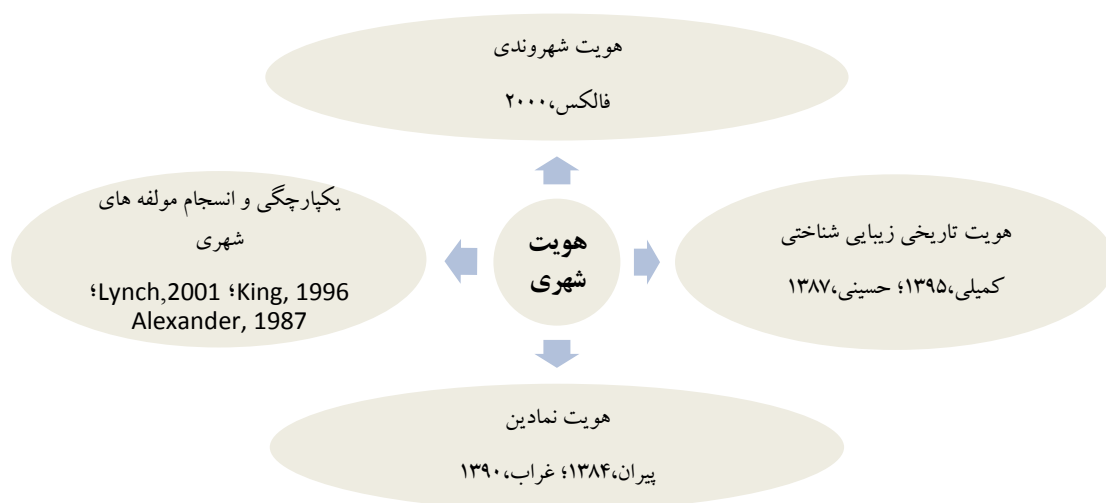 هویت شهروندی
فالکس،۲۰۰۰
یکپارچگی و انسجام مولفه های
شهری
؛Lynch,2001 ؛King, 1996
Alexander, 1987
هویت
شهری
هویت تاریخی زیبایی شناختی
کمیلی،۱۳۹۵؛ حسینی،۱۳۸۷
هویت نمادین
پیران،۱۳۸۴؛ غراب،۱۳۹۰